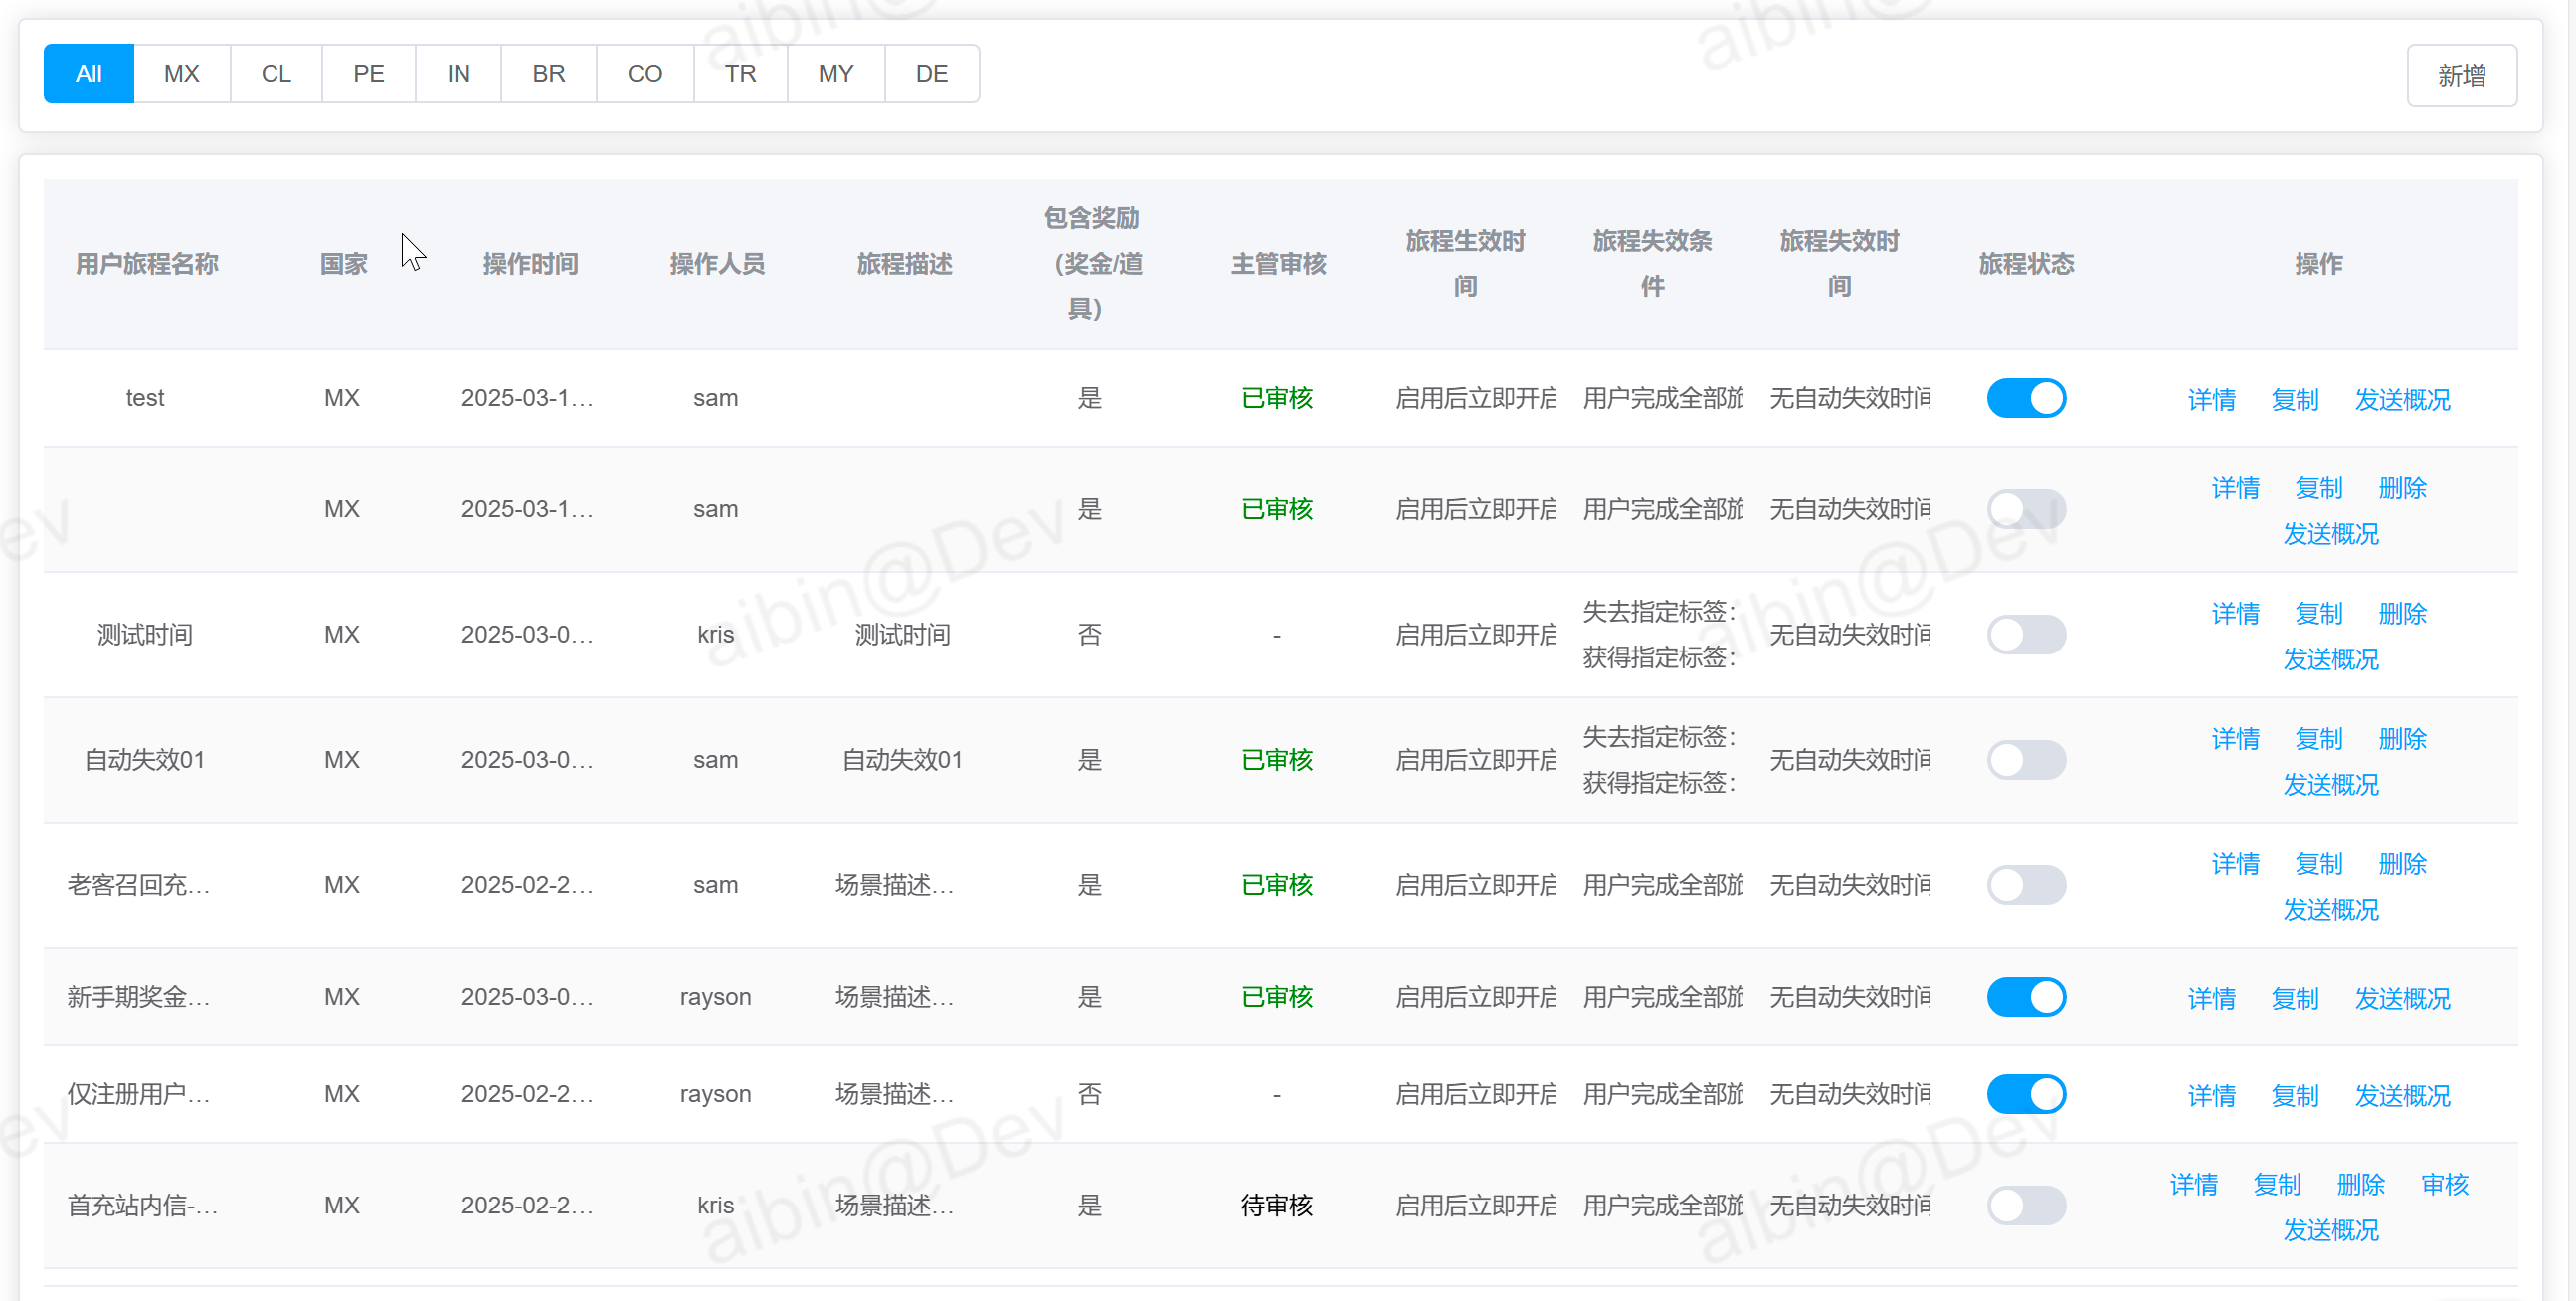 All MX CL PE IN BR CO TR MY DE 新增
用户旅程名称 国家 操作时间 操作人员 旅程描述 包含奖励（奖金/道具） 主管审核 旅程生效时间 旅程失效条件 旅程失效时间 旅程状态 操作
test MX 2025-03-1... sam 是 已审核 启用后立即开启 用户完成全部旅 无自动失效时间 详情 复制 发送概况
MX 2025-03-1... sam 是 已审核 启用后立即开启 用户完成全部旅 无自动失效时间 详情 复制 删除
发送概况
测试时间 MX 2025-03-0... kris 测试时间 否 - 启用后立即开启 失去指定标签： 获得指定标签： 无自动失效时间 详情 复制 删除
发送概况
自动失效01 MX 2025-03-0... sam 自动失效01 是 已审核 启用后立即开启 失去指定标签： 获得指定标签： 无自动失效时间 详情 复制 删除
发送概况
老客召回充... MX 2025-02-2... sam 场景描述... 是 已审核 启用后立即开启 用户完成全部旅 无自动失效时间 详情 复制 删除
发送概况
新手期奖金... MX 2025-03-0... rayson 场景描述... 是 已审核 启用后立即开启 用户完成全部旅 无自动失效时间 详情 复制 发送概况
仅注册用户... MX 2025-02-2... rayson 场景描述... 否 - 启用后立即开启 用户完成全部旅 无自动失效时间 详情 复制 发送概况
首充站内信-... MX 2025-02-2... kris 场景描述... 是 待审核 启用后立即开启 用户完成全部旅 无自动失效时间 详情 复制 删除 审核
发送概况
aibin@Dev
aibin@Dev
aibin@Dev
aibin@Dev